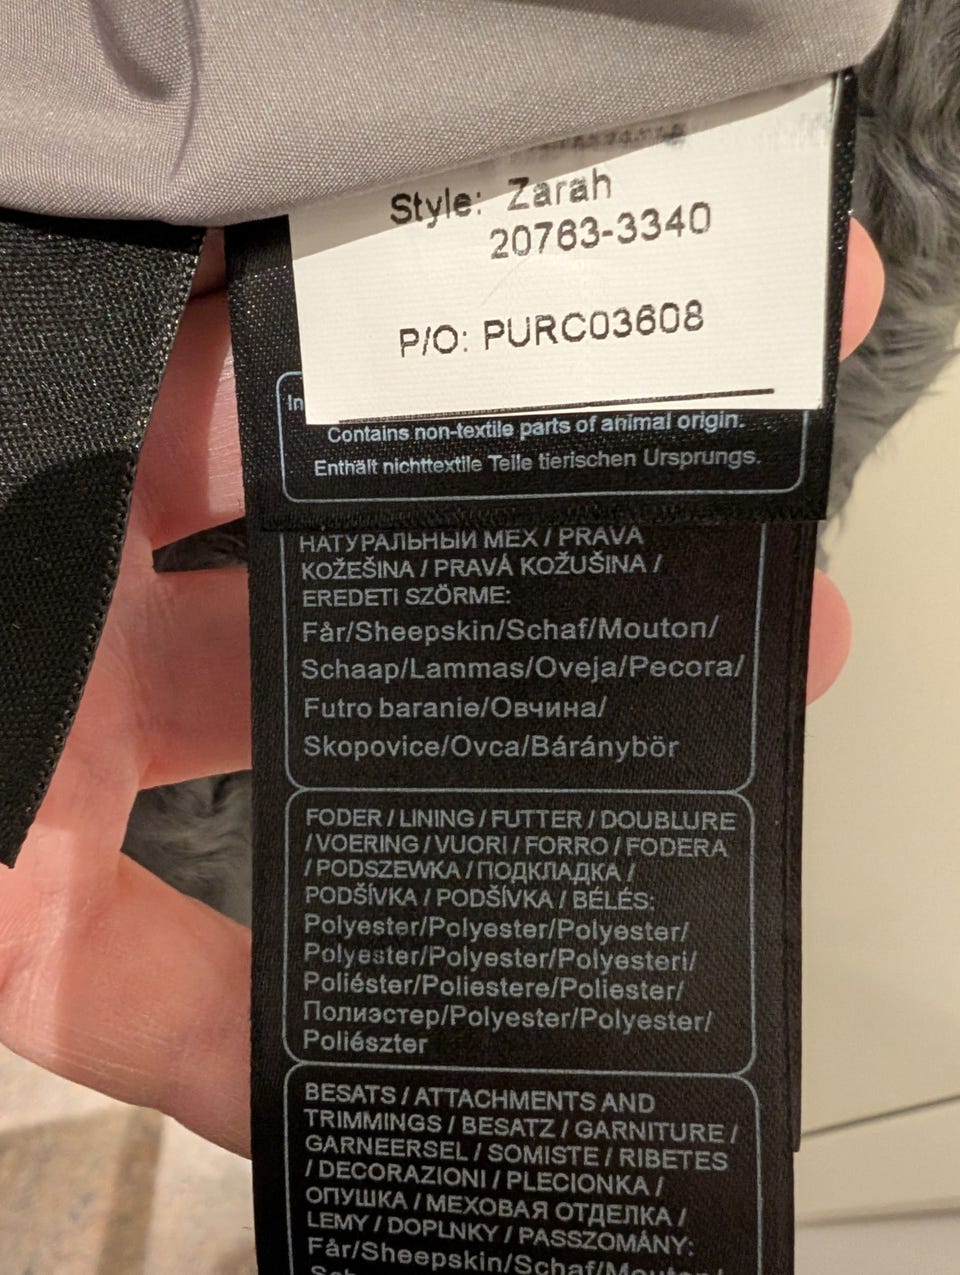 Style: Zarah
20763-3340
P/O: PURC03608
In
Contains non-textile parts of animal origin.
Enthält nichttextile Teile tierischen Ursprungs.
НАТУРАЛЬНЫЙ МЕХ / PRAVÁ
KOŽEŠINA / PRAVÁ KOŽUŠINA /
EREDETI SZÖRME:
Får/Sheepskin/Schaf/Mouton/
Schaap/Lammas/Oveja/Pecora/
Futro baranie/Овчина/
Skopovice/Ovca/Báránybör
FODER / LINING / FUTTER / DOUBLURE
/ VOERING / VUORI / FORRO / FODERA
/ PODSZEWKA / ПОДКЛАДКА /
PODŠÍVKA / PODŠÍVKA / BÉLÉS:
Polyester/Polyester/Polyester/
Polyester/Polyester/Polyesteri/
Poliéster/Poliestere/Poliester/
Полиэстер/Polyester/Polyester/
Poliészter
BESATS / ATTACHMENTS AND
TRIMMINGS / BESATZ / GARNITURE /
GARNEERSEL / SOMISTE / RIBETES
/ DECORAZIONI / PLECIONKA /
ОПУШКА / МЕХОВАЯ ОТДЕЛКА /
LEMY / DOPLNKY / PASSZOMÁNY:
Får/Sheepskin/Schaf/Mouton/